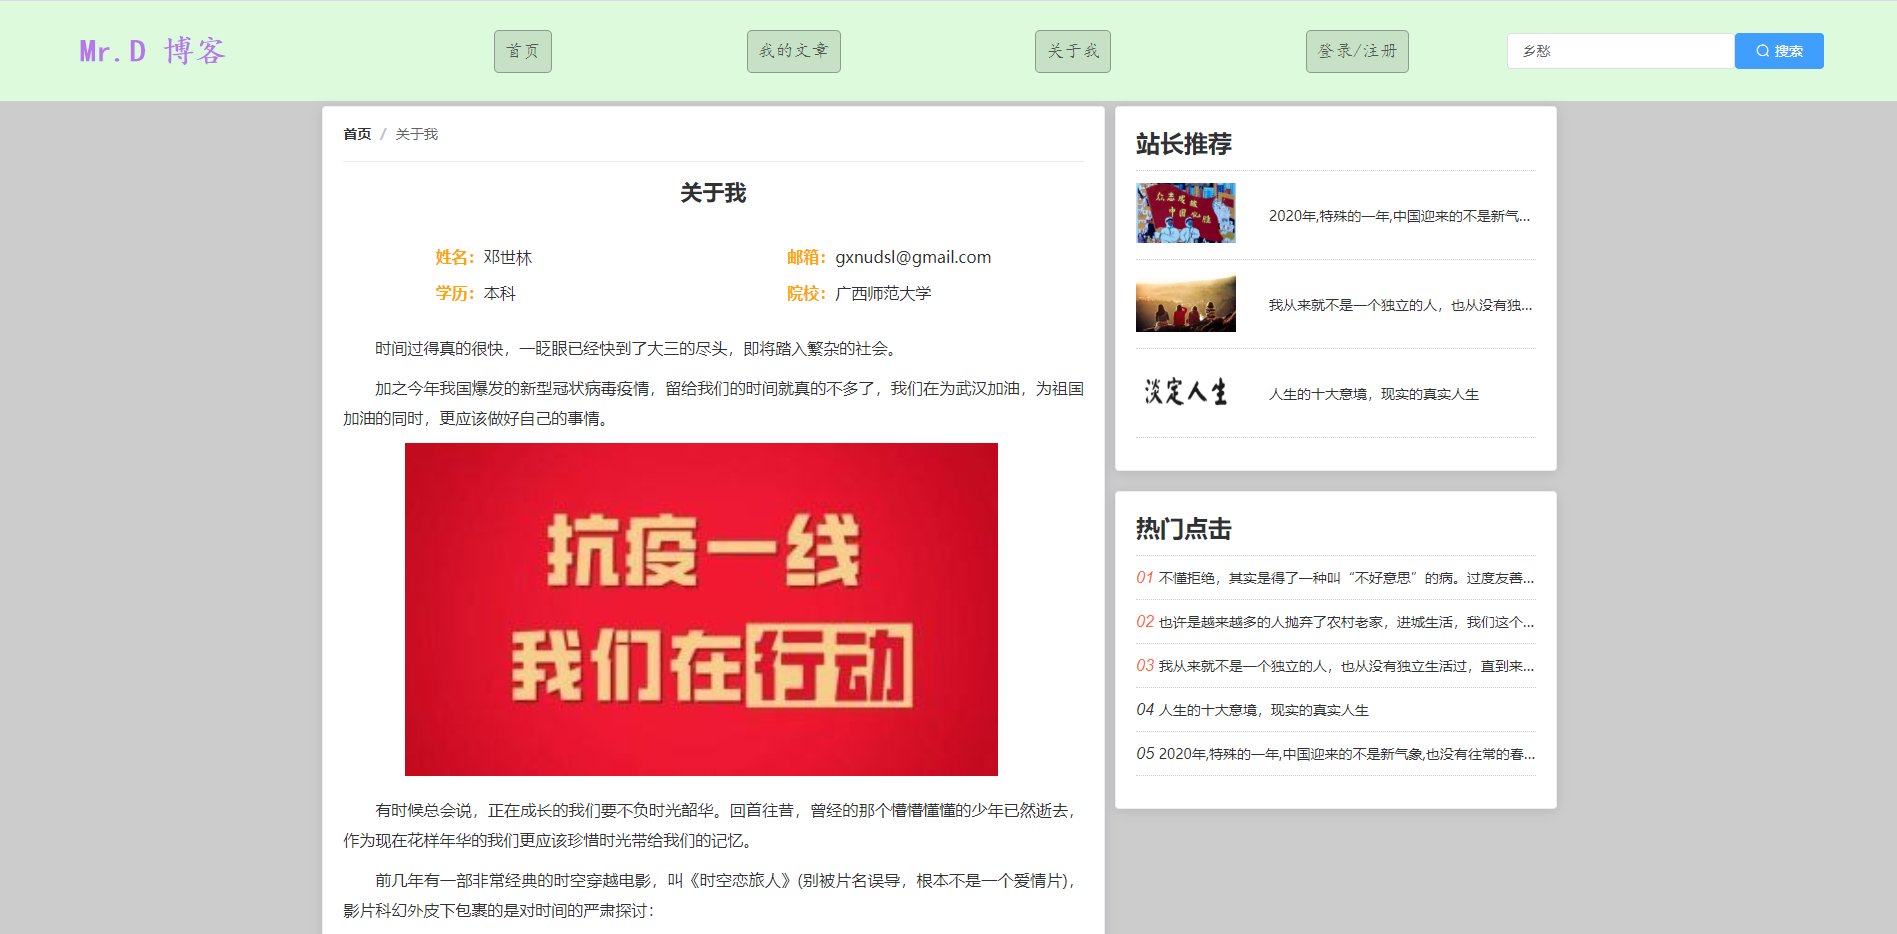 Mr.D 博客
首页
我的文章
关于我
登录/注册
乡愁
搜索
首页 / 关于我
关于我
姓名：邓世林
邮箱：gxnudsl@gmail.com
学历：本科
院校：广西师范大学
时间过得真的很快，一眨眼已经快到了大三的尽头，即将踏入繁杂的社会。
加之今年我国爆发的新型冠状病毒疫情，留给我们的时间就真的不多了，我们在为武汉加油，为祖国
加油的同时，更应该做好自己的事情。
抗疫一线
我们在行动
有时候总会说，正在成长的我们要不负时光韶华。回首往昔，曾经的那个懵懵懂懂的少年已然逝去，
作为现在花样年华的我们更应该珍惜时光带给我们的记忆。
前几年有一部非常经典的时空穿越电影，叫《时空恋旅人》(别被片名误导，根本不是一个爱情片)，
影片科幻外皮下包裹的是对时间的严肃探讨：
站长推荐
众志成城
中国必胜
2020年,特殊的一年,中国迎来的不是新气...
我从来就不是一个独立的人，也从没有独...
淡定人生
人生的十大意境，现实的真实人生
热门点击
01 不懂拒绝，其实是得了一种叫“不好意思”的病。过度友善...
02 也许是越来越多的人抛弃了农村老家，进城生活，我们这个...
03 我从来就不是一个独立的人，也从没有独立生活过，直到来...
04 人生的十大意境，现实的真实人生
05 2020年,特殊的一年,中国迎来的不是新气象,也没有往常的春...